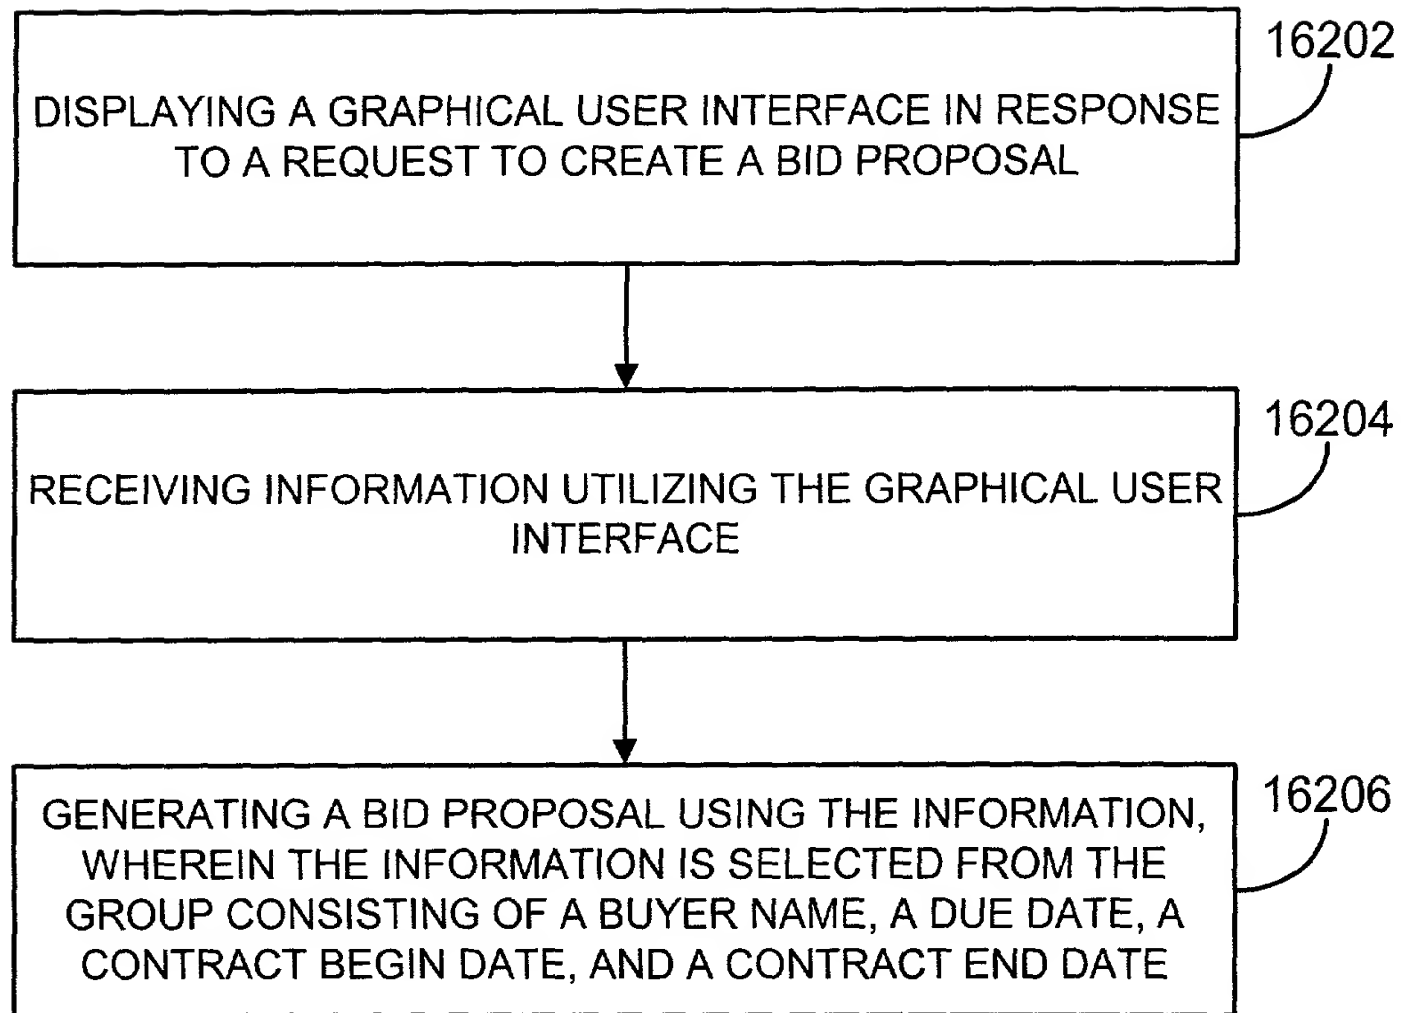 16202
DISPLAYING A GRAPHICAL USER INTERFACE IN RESPONSE
TO A REQUEST TO CREATE A BID PROPOSAL
16204
RECEIVING INFORMATION UTILIZING THE GRAPHICAL USER
INTERFACE
16206
GENERATING A BID PROPOSAL USING THE INFORMATION,
WHEREIN THE INFORMATION IS SELECTED FROM THE
GROUP CONSISTING OF A BUYER NAME, A DUE DATE, A
CONTRACT BEGIN DATE, AND A CONTRACT END DATE